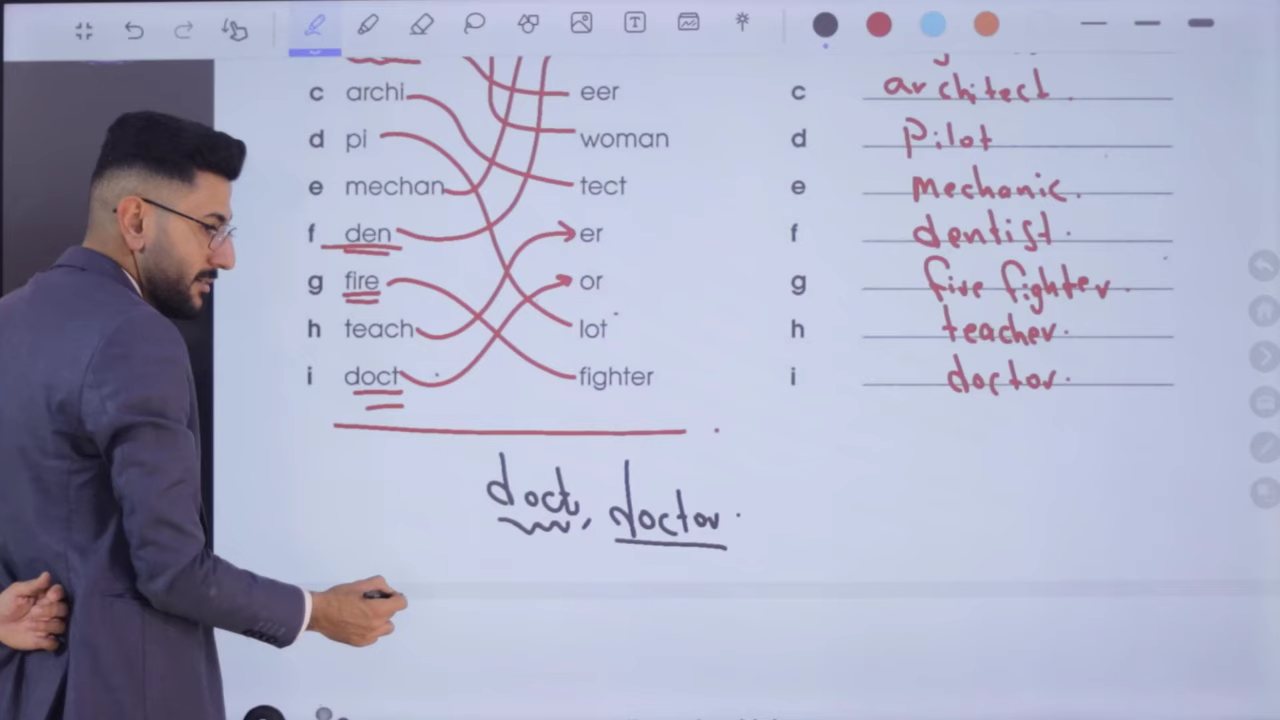 c archi eer c architect.
d pi woman d Pilot
e mechan tect e mechanic.
f den er f dentist.
g fire or g fire fighter.
h teach lot h teacher.
i doct fighter i doctor.
doct, doctor.